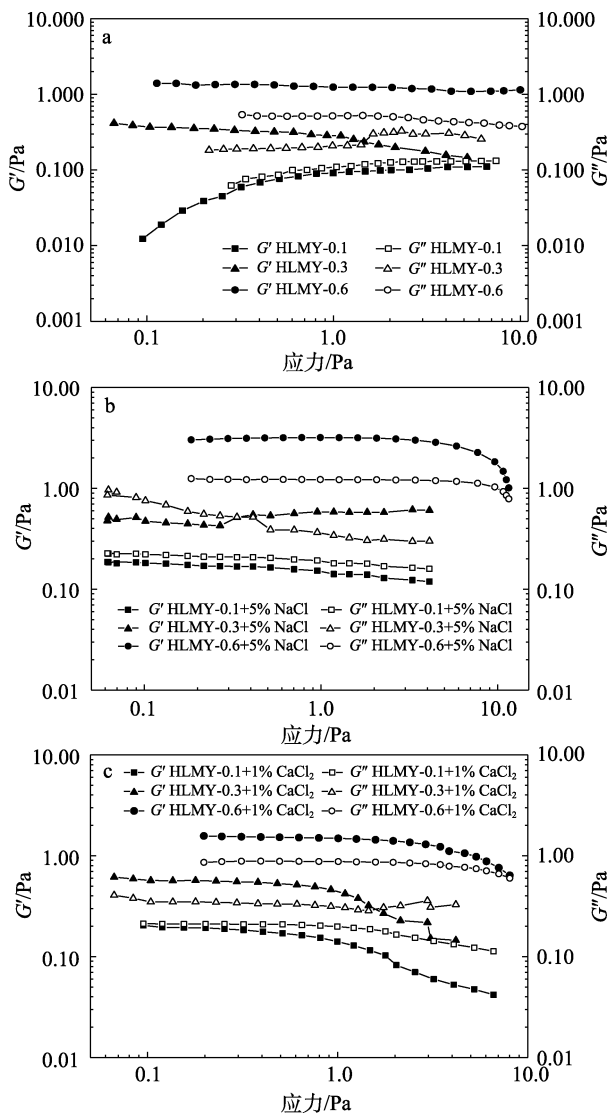 a
10.000
1.000
0.100
0.010
0.001
G′/Pa
10.000
1.000
0.100
0.010
0.001
G″/Pa
G′ HLMY-0.1 G″ HLMY-0.1
G′ HLMY-0.3 G″ HLMY-0.3
G′ HLMY-0.6 G″ HLMY-0.6
0.1 1.0 10.0
应力/Pa
b
10.00
1.00
0.10
0.01
G′/Pa
10.00
1.00
0.10
0.01
G″/Pa
G′ HLMY-0.1+5% NaCl G″ HLMY-0.1+5% NaCl
G′ HLMY-0.3+5% NaCl G″ HLMY-0.3+5% NaCl
G′ HLMY-0.6+5% NaCl G″ HLMY-0.6+5% NaCl
0.1 1.0 10.0
应力/Pa
c
10.00
1.00
0.10
0.01
G′/Pa
10.00
1.00
0.10
0.01
G″/Pa
G′ HLMY-0.1+1% CaCl₂ G″ HLMY-0.1+1% CaCl₂
G′ HLMY-0.3+1% CaCl₂ G″ HLMY-0.3+1% CaCl₂
G′ HLMY-0.6+1% CaCl₂ G″ HLMY-0.6+1% CaCl₂
0.1 1.0 10.0
应力/Pa